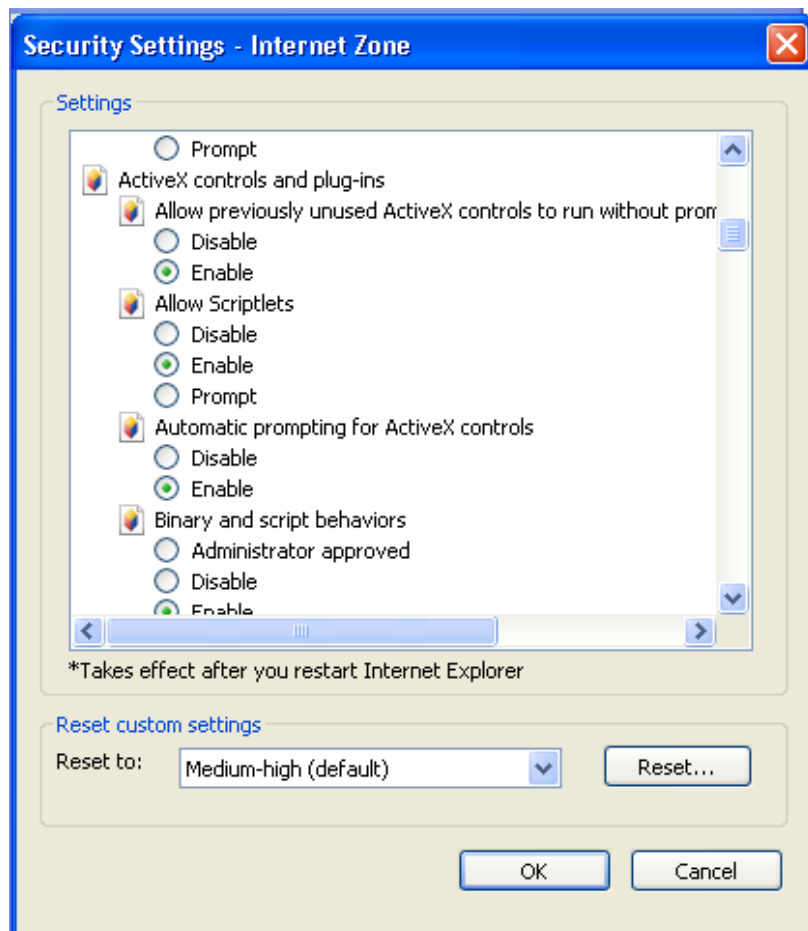 Security Settings - Internet Zone
Settings
Prompt
ActiveX controls and plug-ins
Allow previously unused ActiveX controls to run without prom
Disable
Enable
Allow Scriptlets
Disable
Enable
Prompt
Automatic prompting for ActiveX controls
Disable
Enable
Binary and script behaviors
Administrator approved
Disable
Enable
*Takes effect after you restart Internet Explorer
Reset custom settings
Reset to: Medium-high (default) Reset...
OK Cancel